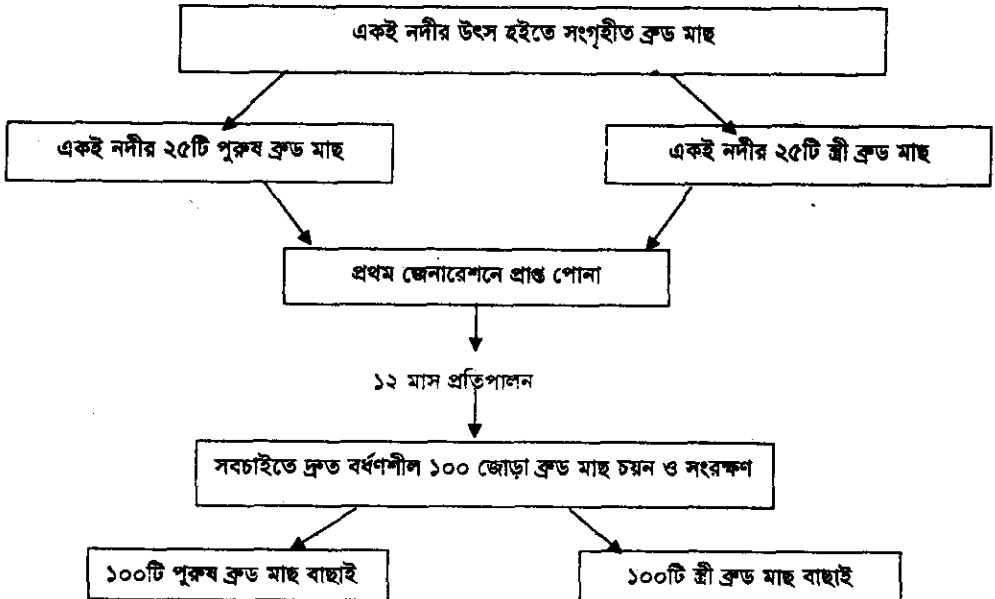 একই নদীর উৎস হইতে সংগৃহীত ব্রুড মাছ
একই নদীর ২৫টি পুরুষ ব্রুড মাছ
একই নদীর ২৫টি স্ত্রী ব্রুড মাছ
প্রথম জেনারেশনে প্রাপ্ত পোনা
১২ মাস প্রতিপালন
সবচাইতে দ্রুত বর্ধণশীল ১০০ জোড়া ব্রুড মাছ চয়ন ও সংরক্ষণ
১০০টি পুরুষ ব্রুড মাছ বাছাই
১০০টি স্ত্রী ব্রুড মাছ বাছাই